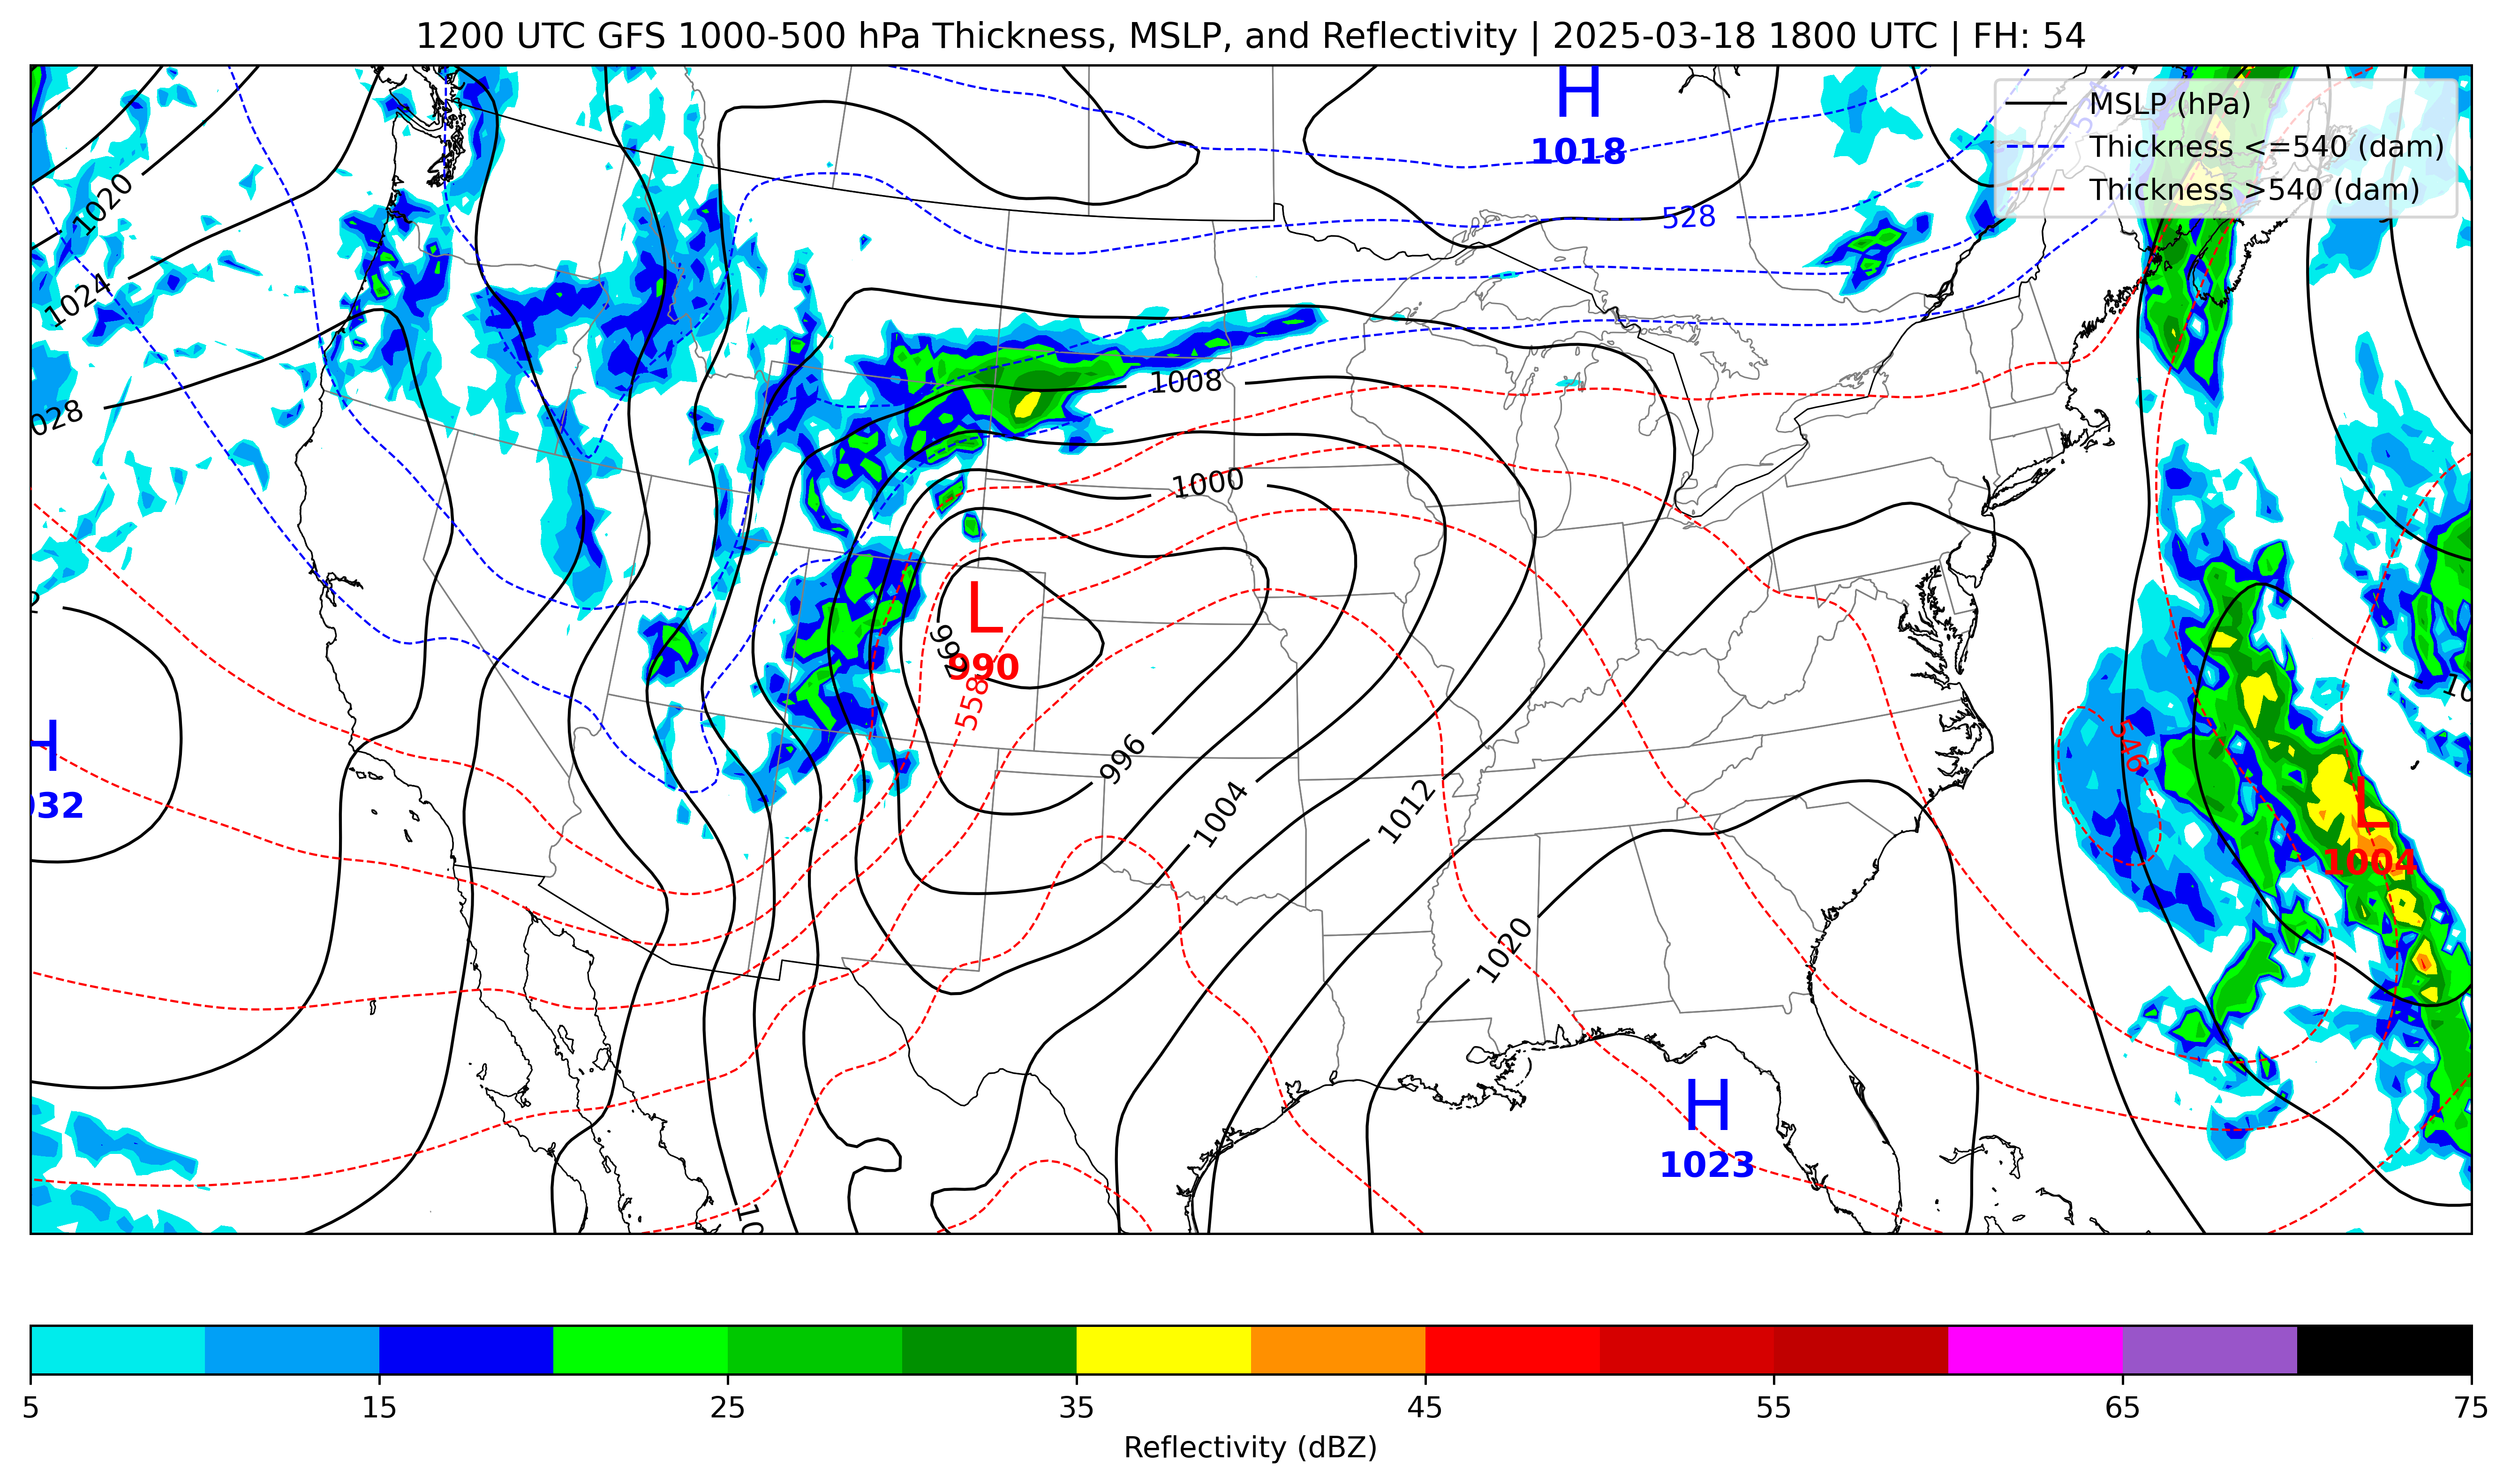 1200 UTC GFS 1000-500 hPa Thickness, MSLP, and Reflectivity | 2025-03-18 1800 UTC | FH: 54
MSLP (hPa)
Thickness <=540 (dam)
Thickness >540 (dam)
H
1018
1020
528
1024
1008
028
1000
L
992
990
558
H
032
996
546
L
1004
1004
1012
1020
H
1023
10
10
5 15 25 35 45 55 65 75
Reflectivity (dBZ)